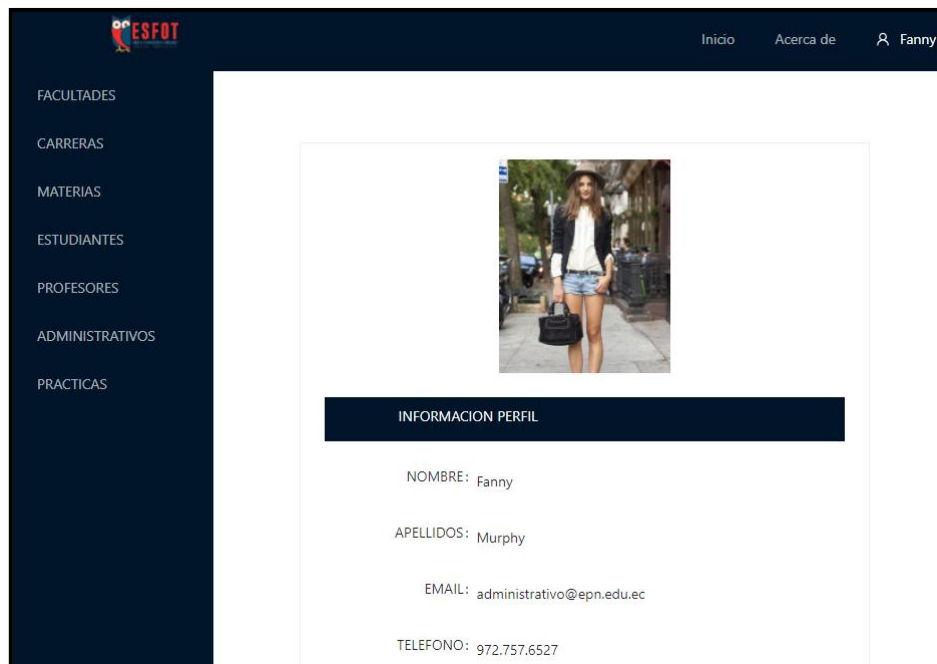 ESFOT
Inicio
Acerca de
Fanny
FACULTADES
CARRERAS
MATERIAS
ESTUDIANTES
PROFESORES
ADMINISTRATIVOS
PRACTICAS
INFORMACION PERFIL
NOMBRE: Fanny
APELLIDOS: Murphy
EMAIL: administrativo@epn.edu.ec
TELEFONO: 972.757.6527